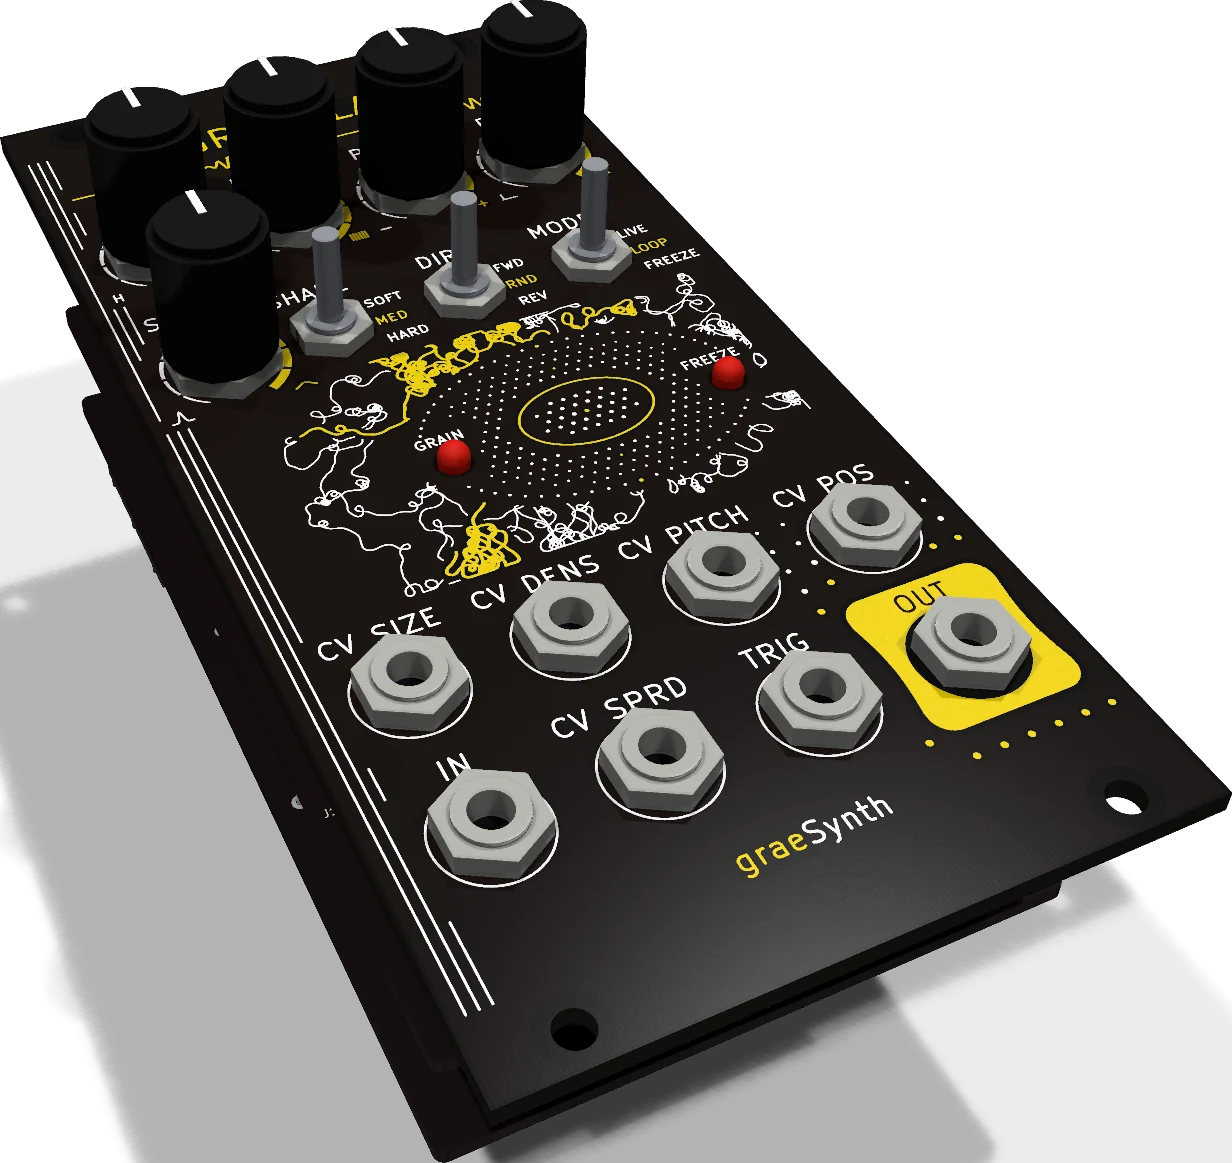 MODE
LIVE
LOOP
FREEZE
FWD
RND
REV
SOFT
MED
HARD
FREEZE
GRAIN
CV POS
CV PITCH
CV DENS
CV SIZE
OUT
TRIG
CV SPRD
IN
graeSynth